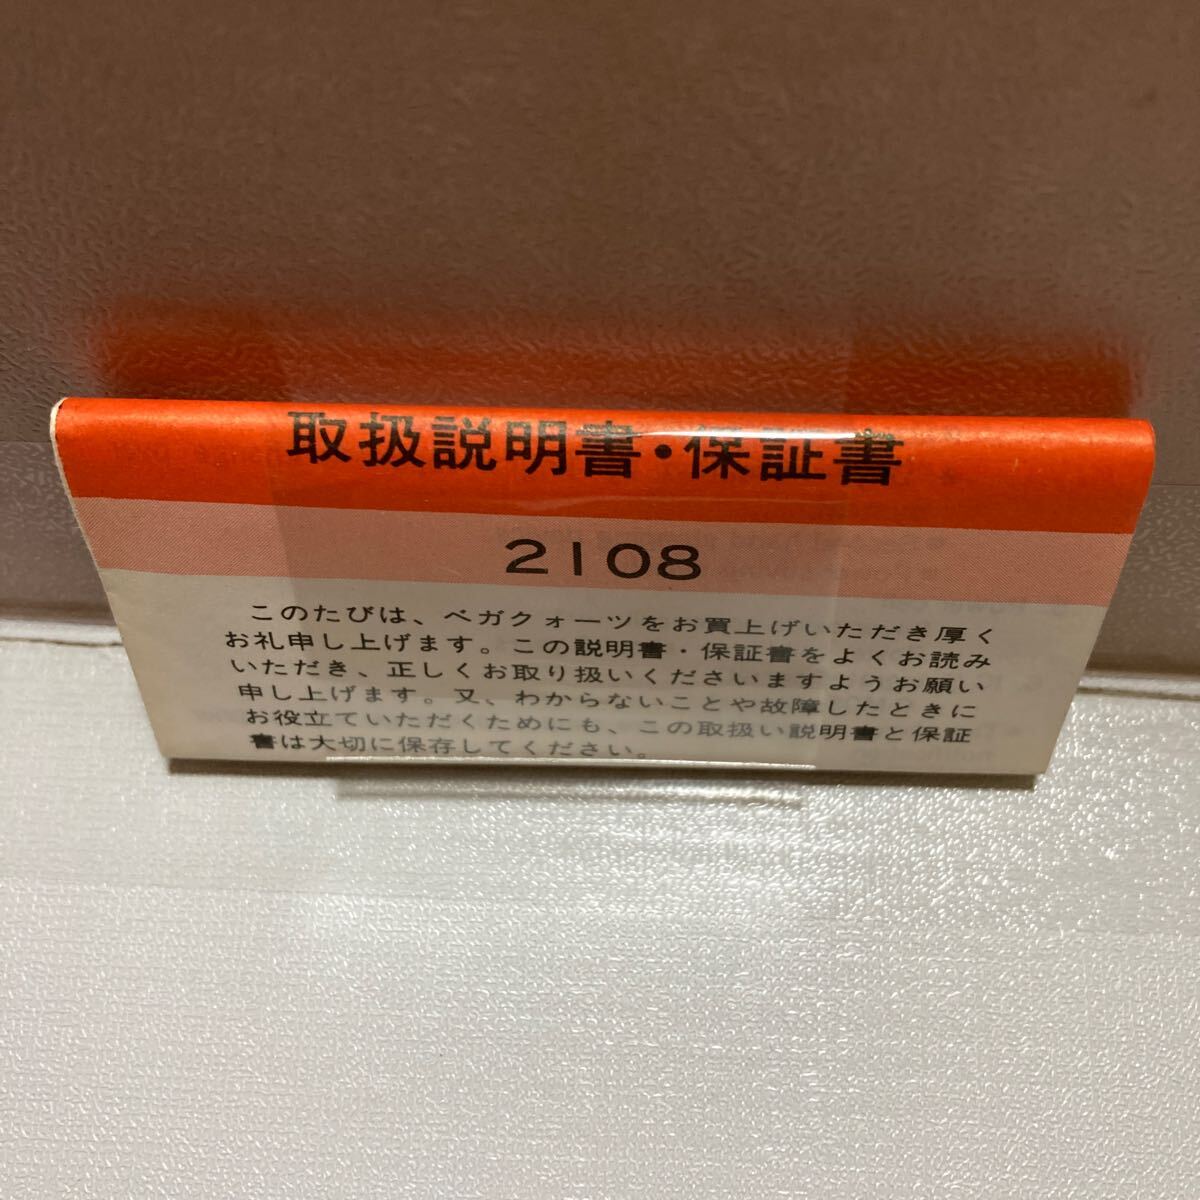 取扱説明書・保証書
2108
このたびは、ベガクォーツをお買上げいただき厚く
お礼申し上げます。この説明書・保証書をよくお読み
いただき、正しくお取り扱いくださいますようお願い
申し上げます。又、わからないことや故障したときに
お役立ていただくためにも、この取扱い説明書と保証
書は大切に保存してください。